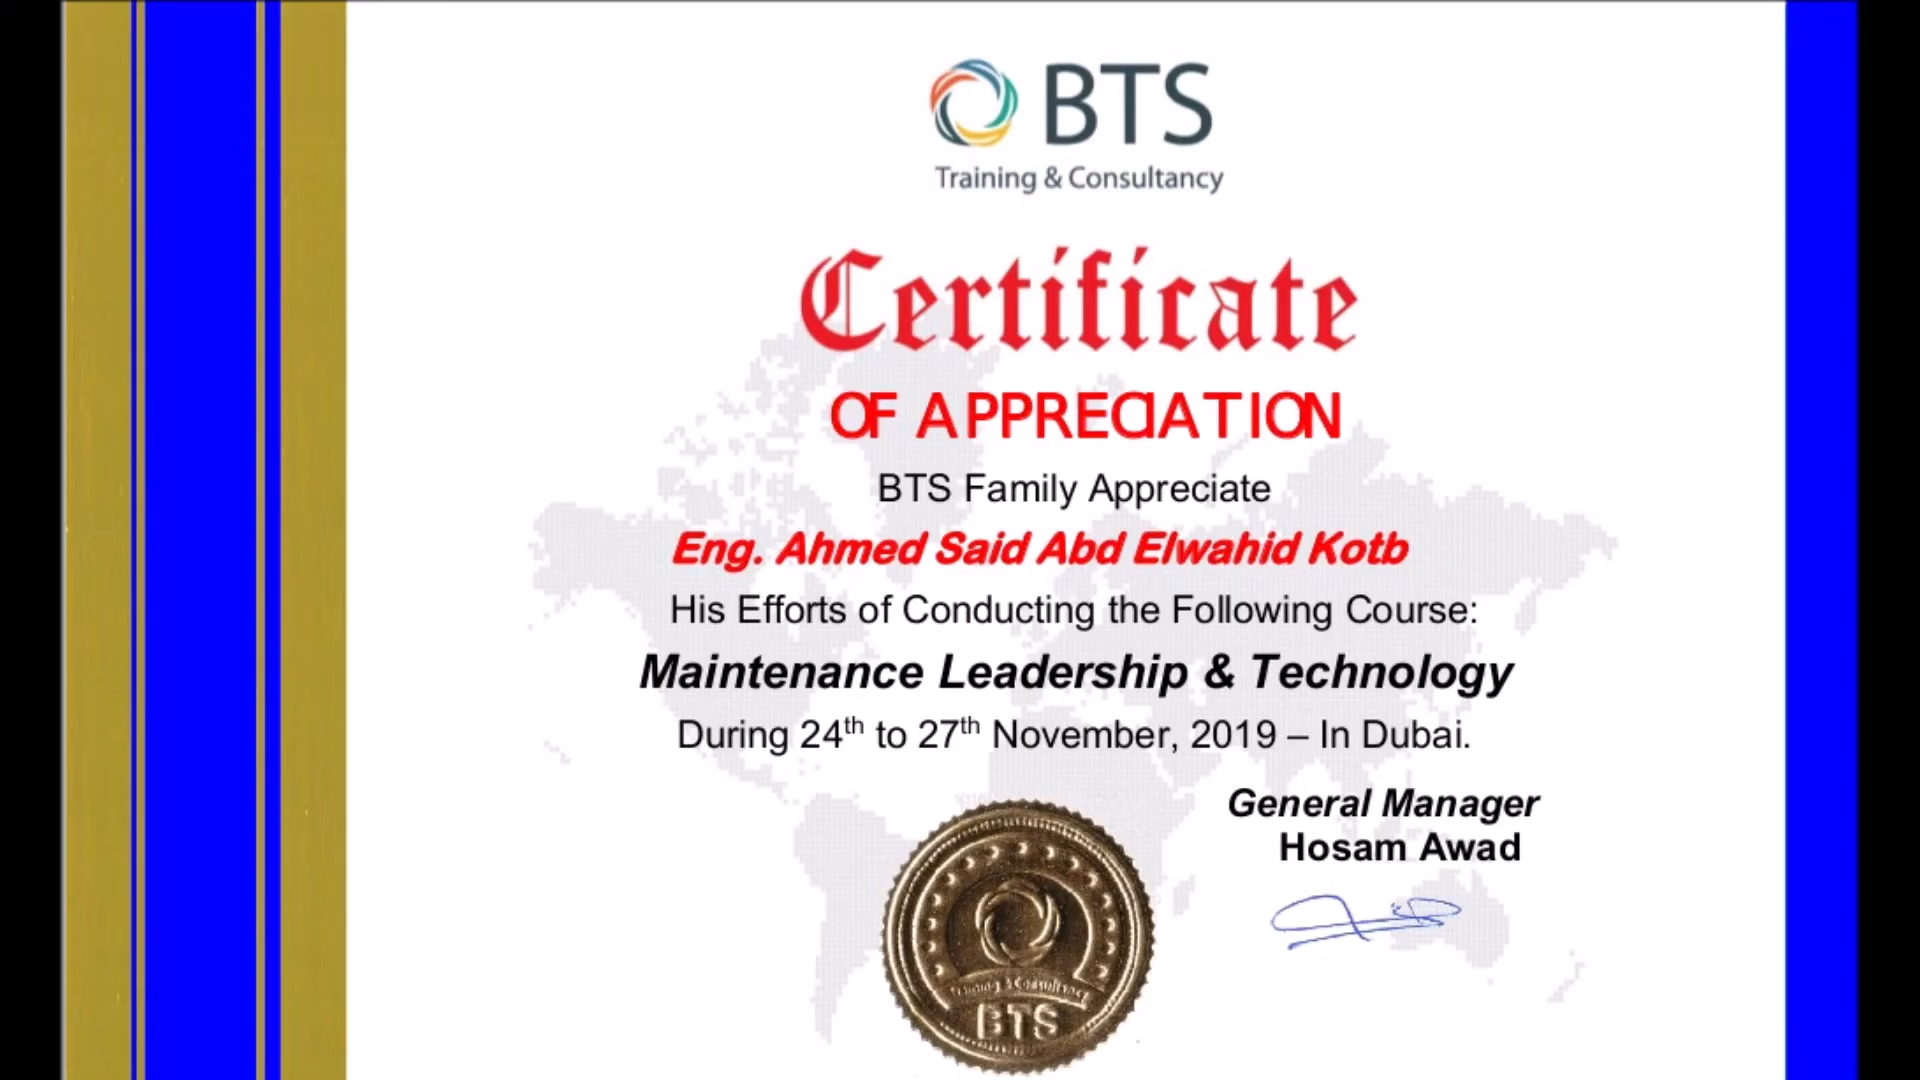 BTS
Training & Consultancy
Certificate
OF APPRECIATION
BTS Family Appreciate
Eng. Ahmed Said Abd Elwahid Kotb
His Efforts of Conducting the Following Course:
Maintenance Leadership & Technology
During 24th to 27th November, 2019 – In Dubai.
General Manager
Hosam Awad
Training & Consultancy
BTS